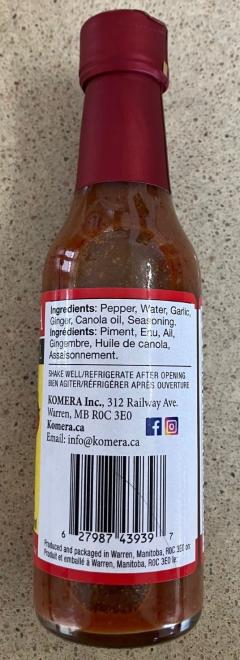 Ingredients: Pepper, Water, Garlic,
Ginger, Canola oil, Seasoning.
Ingrédients: Piment, Eau, Ail,
Gingembre, Huile de canola,
Assaisonnement.
SHAKE WELL/REFRIGERATE AFTER OPENING
BIEN AGITER/RÉFRIGÉRER APRÈS OUVERTURE
KOMERA Inc., 312 Railway Ave.
Warren, MB R0C 3E0
Komera.ca
Email: info@komera.ca
6 27987 43939 7
Produced and packaged in Warren, Manitoba, R0C 3E0 on:
Produit et emballé à Warren, Manitoba, R0C 3E0 le: